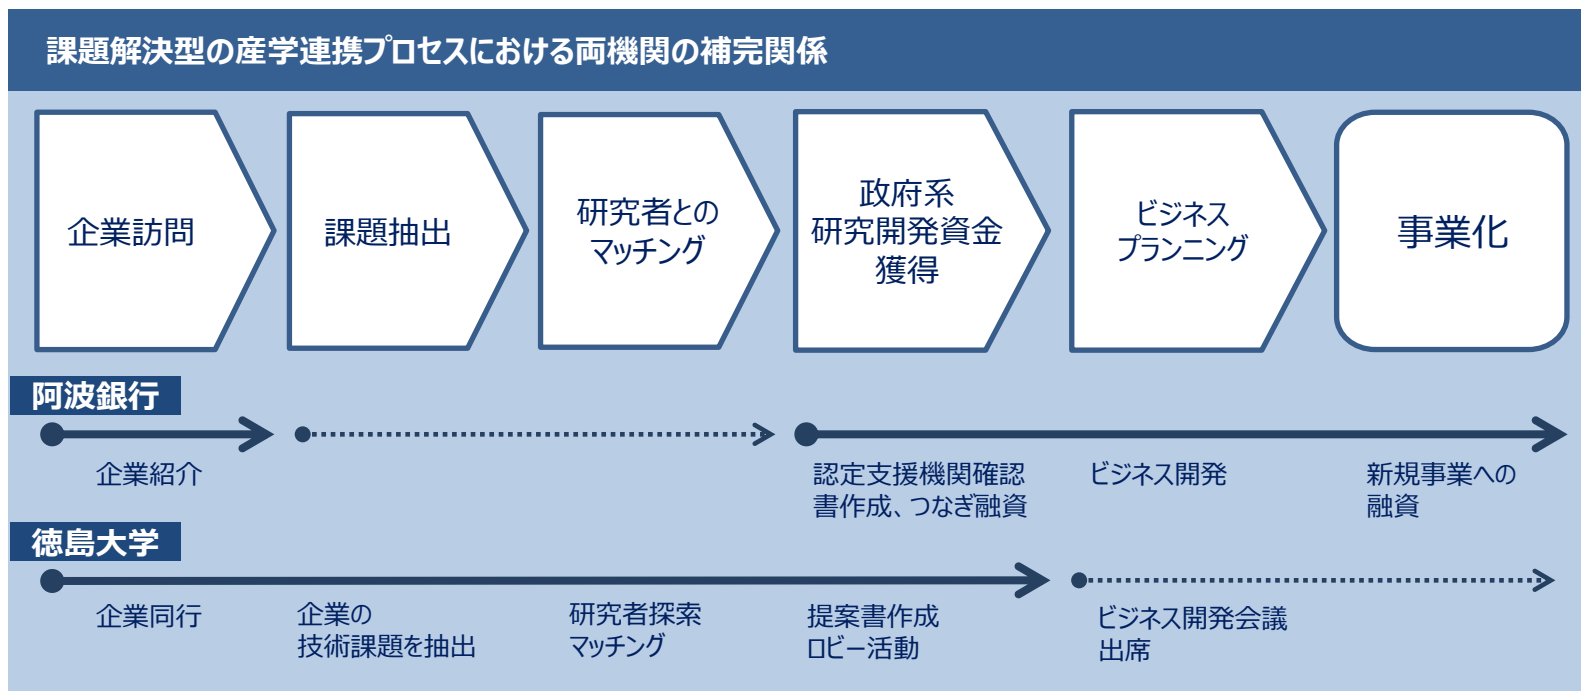 課題解決型の産学連携プロセスにおける両機関の補完関係
企業訪問
課題抽出
研究者との
マッチング
政府系
研究開発資金
獲得
ビジネス
プランニング
事業化
阿波銀行
企業紹介
認定支援機関確認
書作成、つなぎ融資
ビジネス開発
新規事業への
融資
徳島大学
企業同行
企業の
技術課題を抽出
研究者探索
マッチング
提案書作成
ロビー活動
ビジネス開発会議
出席